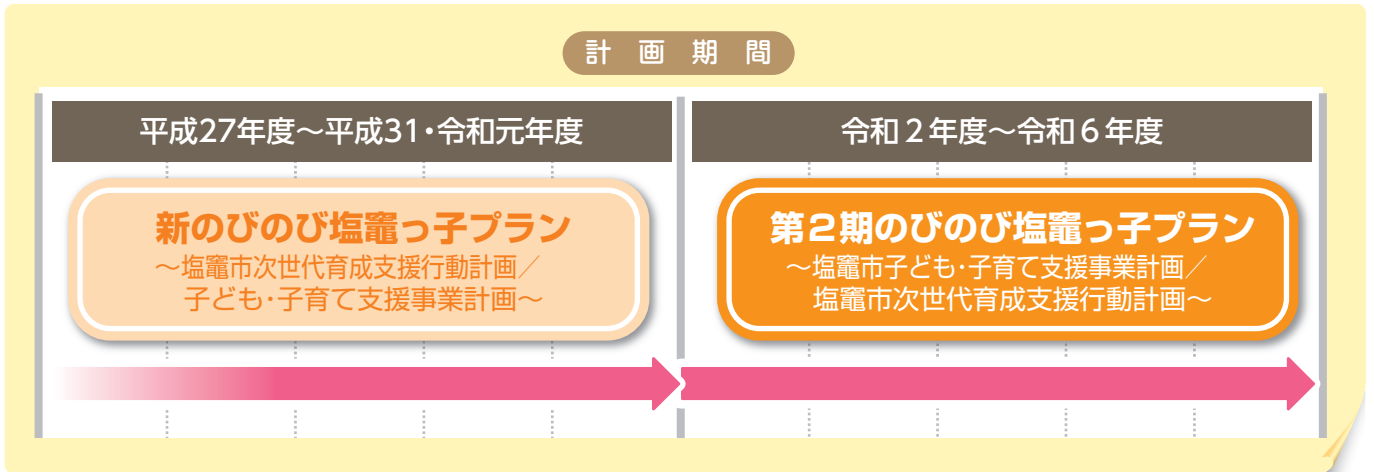 計画期間
平成27年度～平成31・令和元年度
令和２年度～令和６年度
新のびのび塩竈っ子プラン
～塩竈市次世代育成支援行動計画／
子ども・子育て支援事業計画～
第２期のびのび塩竈っ子プラン
～塩竈市子ども・子育て支援事業計画／
塩竈市次世代育成支援行動計画～